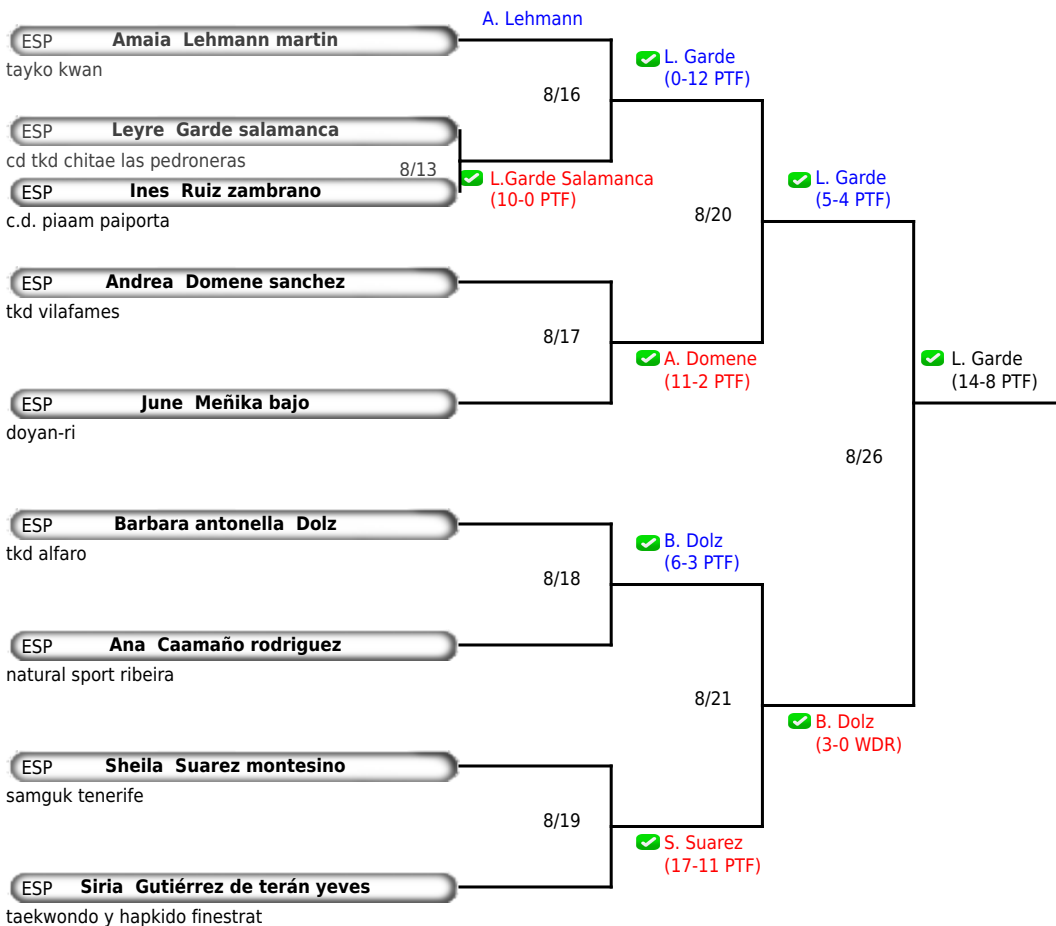 A. Lehmann
ESP Amaia Lehmann martin
tayko kwan
L. Garde
(0-12 PTF)
8/16
ESP Leyre Garde salamanca
cd tkd chitae las pedroneras
8/13
L.Garde Salamanca
(10-0 PTF)
ESP Ines Ruiz zambrano
c.d. piaam paiporta
L. Garde
(5-4 PTF)
8/20
ESP Andrea Domene sanchez
tkd vilafames
8/17
A. Domene
(11-2 PTF)
L. Garde
(14-8 PTF)
ESP June Meñika bajo
doyan-ri
8/26
ESP Barbara antonella Dolz
tkd alfaro
B. Dolz
(6-3 PTF)
8/18
ESP Ana Caamaño rodriguez
natural sport ribeira
8/21
B. Dolz
(3-0 WDR)
ESP Sheila Suarez montesino
samguk tenerife
8/19
S. Suarez
(17-11 PTF)
ESP Siria Gutiérrez de terán yeves
taekwondo y hapkido finestrat